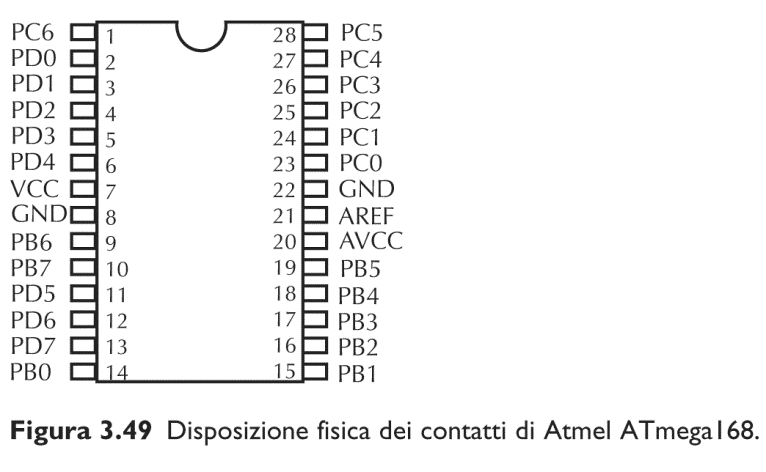 PC6 1 28 PC5
PD0 2 27 PC4
PD1 3 26 PC3
PD2 4 25 PC2
PD3 5 24 PC1
PD4 6 23 PC0
VCC 7 22 GND
GND 8 21 AREF
PB6 9 20 AVCC
PB7 10 19 PB5
PD5 11 18 PB4
PD6 12 17 PB3
PD7 13 16 PB2
PB0 14 15 PB1
Figura 3.49 Disposizione fisica dei contatti di Atmel ATmega168.